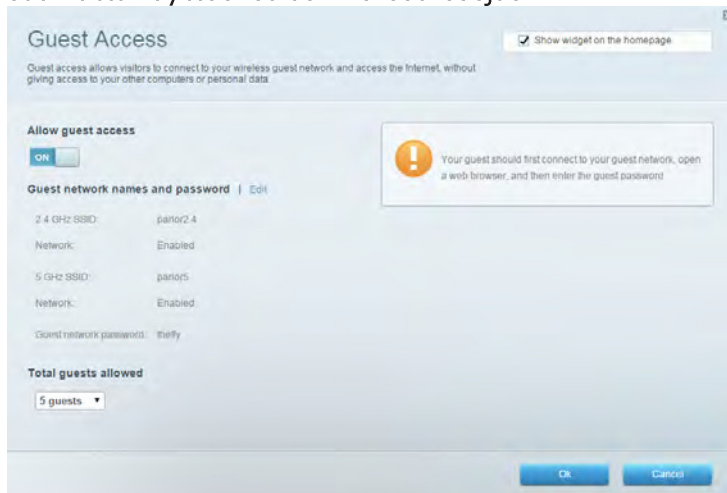 Guest Access
Show widget on the homepage
Guest access allows visitors to connect to your wireless guest network and access the Internet, without
giving access to your other computers or personal data
Allow guest access
ON
Your guest should first connect to your guest network, open
a web browser, and then enter the guest password
Guest network names and password | Edit
2.4 GHz SSID:
parlor2.4
Network:
Enabled
5 GHz SSID:
parlor5
Network:
Enabled
Guest network password:
Total guests allowed
5 guests
Ok
Cancel